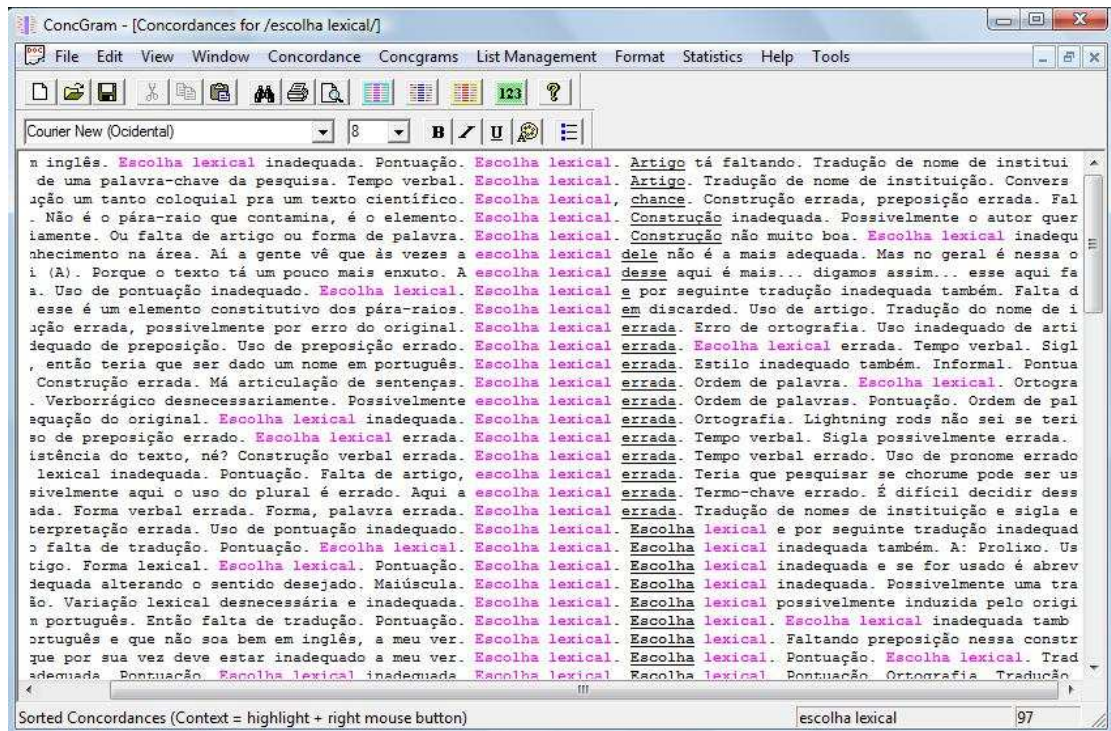 ConcGram - [Concordances for /escolha lexical/]
File Edit View Window Concordance Concgrams List Management Format Statistics Help Tools
123
Courier New (Ocidental) 8 B I U
m inglês. Escolha lexical inadequada. Pontuação. Escolha lexical. Artigo tá faltando. Tradução de nome de institui
de uma palavra-chave da pesquisa. Tempo verbal. Escolha lexical. Artigo. Tradução de nome de instituição. Convers
ução um tanto coloquial pra um texto científico. Escolha lexical, chance. Construção errada, preposição errada. Fal
. Não é o pára-raio que contamina, é o elemento. Escolha lexical. Construção inadequada. Possivelmente o autor quer
iamente. Ou falta de artigo ou forma de palavra. Escolha lexical. Construção não muito boa. Escolha lexical inadequ
nhecimento na área. Aí a gente vê que às vezes a escolha lexical dele não é a mais adequada. Mas no geral é nessa o
i (A). Porque o texto tá um pouco mais enxuto. A escolha lexical desse aqui é mais... digamos assim... esse aqui fa
a. Uso de pontuação inadequado. Escolha lexical. Escolha lexical e por seguinte tradução inadequada também. Falta d
esse é um elemento constitutivo dos pára-raios. Escolha lexical em discarded. Uso de artigo. Tradução do nome de i
ução errada, possivelmente por erro do original. Escolha lexical errada. Erro de ortografia. Uso inadequado de arti
dequado de preposição. Uso de preposição errado. Escolha lexical errada. Escolha lexical errada. Tempo verbal. Sigl
, então teria que ser dado um nome em português. Escolha lexical errada. Estilo inadequado também. Informal. Pontua
Construção errada. Má articulação de sentenças. Escolha lexical errada. Ordem de palavra. Escolha lexical. Ortogra
. Verborrágico desnecessariamente. Possivelmente escolha lexical errada. Ordem de palavras. Pontuação. Ordem de pal
equação do original. Escolha lexical inadequada. Escolha lexical errada. Ortografia. Lightning rods não sei se teri
so de preposição errado. Escolha lexical errada. Escolha lexical errada. Tempo verbal. Sigla possivelmente errada.
istência do texto, né? Construção verbal errada. Escolha lexical errada. Tempo verbal errado. Uso de pronome errado
lexical inadequada. Pontuação. Falta de artigo, escolha lexical errada. Teria que pesquisar se chorume pode ser us
sivelmente aqui o uso do plural é errado. Aqui a escolha lexical errada. Termo-chave errado. É difícil decidir dess
ada. Forma verbal errada. Forma, palavra errada. Escolha lexical errada. Tradução de nomes de instituição e sigla e
terpretação errada. Uso de pontuação inadequado. Escolha lexical. Escolha lexical e por seguinte tradução inadequad
o falta de tradução. Pontuação. Escolha lexical. Escolha lexical. Escolha lexical inadequada também. A: Prolixo. Us
tigo. Forma lexical. Escolha lexical. Pontuação. Escolha lexical. Escolha lexical inadequada e se for usado é abrev
dequada alterando o sentido desejado. Maiúscula. Escolha lexical. Escolha lexical inadequada. Possivelmente uma tra
ão. Variação lexical desnecessária e inadequada. Escolha lexical. Escolha lexical possivelmente induzida pelo origi
m português. Então falta de tradução. Pontuação. Escolha lexical. Escolha lexical. Escolha lexical inadequada tamb
ortuguês e que não soa bem em inglês, a meu ver. Escolha lexical. Escolha lexical. Faltando preposição nessa constr
que por sua vez deve estar inadequado a meu ver. Escolha lexical. Escolha lexical. Pontuação. Escolha lexical. Trad
adequada. Pontuação. Escolha lexical inadequada. Escolha lexical. Escolha lexical. Pontuação. Ortografia. Tradução
Sorted Concordances (Context = highlight + right mouse button) escolha lexical 97